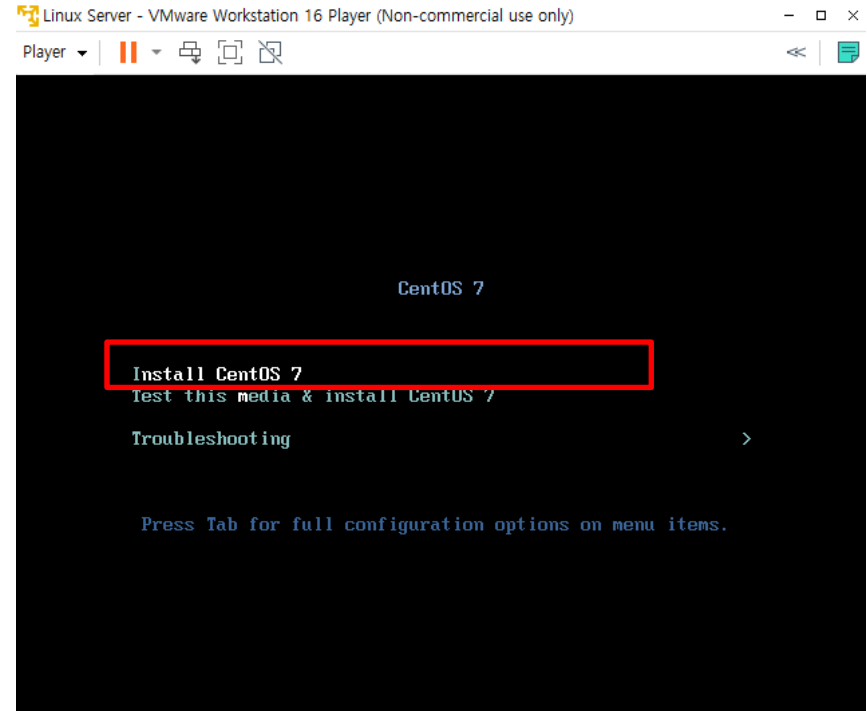 Linux Server - VMware Workstation 16 Player (Non-commercial use only)
Player
CentOS 7
Install CentOS 7
Test this media & install CentOS 7
Troubleshooting >
Press Tab for full configuration options on menu items.